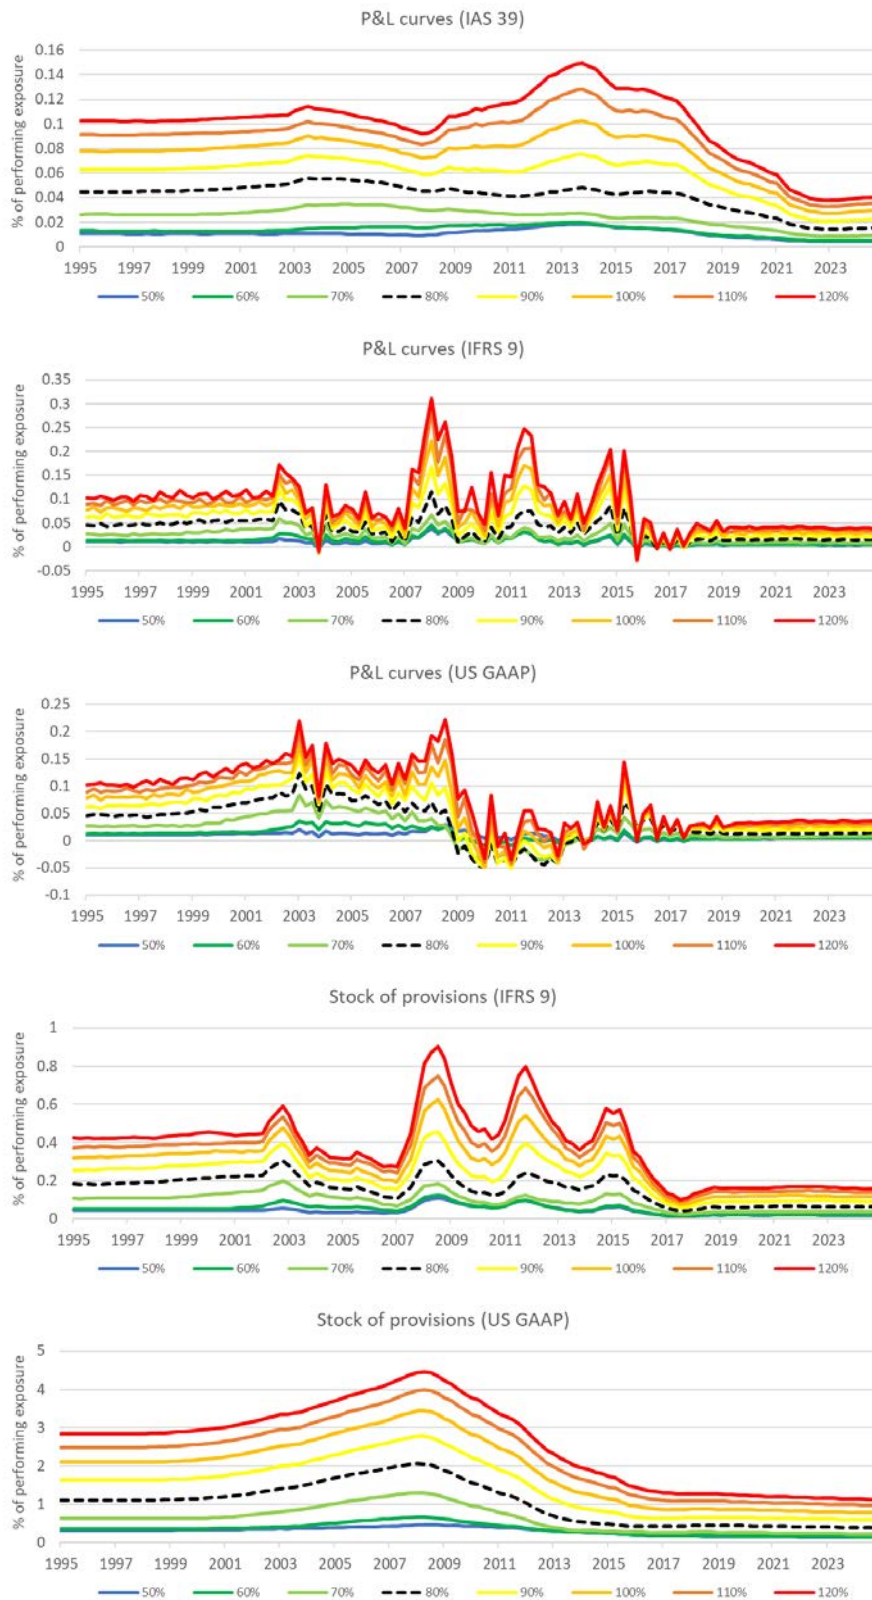 P&L curves (IAS 39)
% of performing exposure
0.16
0.14
0.12
0.1
0.08
0.06
0.04
0.02
0
1995 1997 1999 2001 2003 2005 2007 2009 2011 2013 2015 2017 2019 2021 2023
50% 60% 70% 80% 90% 100% 110% 120%
P&L curves (IFRS 9)
% of performing exposure
0.35
0.3
0.25
0.2
0.15
0.1
0.05
0
-0.05
1995 1997 1999 2001 2003 2005 2007 2009 2011 2013 2015 2017 2019 2021 2023
50% 60% 70% 80% 90% 100% 110% 120%
P&L curves (US GAAP)
% of performing exposure
0.25
0.2
0.15
0.1
0.05
0
-0.05
-0.1
1995 1997 1999 2001 2003 2005 2007 2009 2011 2013 2015 2017 2019 2021 2023
50% 60% 70% 80% 90% 100% 110% 120%
Stock of provisions (IFRS 9)
% of performing exposure
1
0.8
0.6
0.4
0.2
0
1995 1997 1999 2001 2003 2005 2007 2009 2011 2013 2015 2017 2019 2021 2023
50% 60% 70% 80% 90% 100% 110% 120%
Stock of provisions (US GAAP)
% of performing exposure
5
4
3
2
1
0
1995 1997 1999 2001 2003 2005 2007 2009 2011 2013 2015 2017 2019 2021 2023
50% 60% 70% 80% 90% 100% 110% 120%